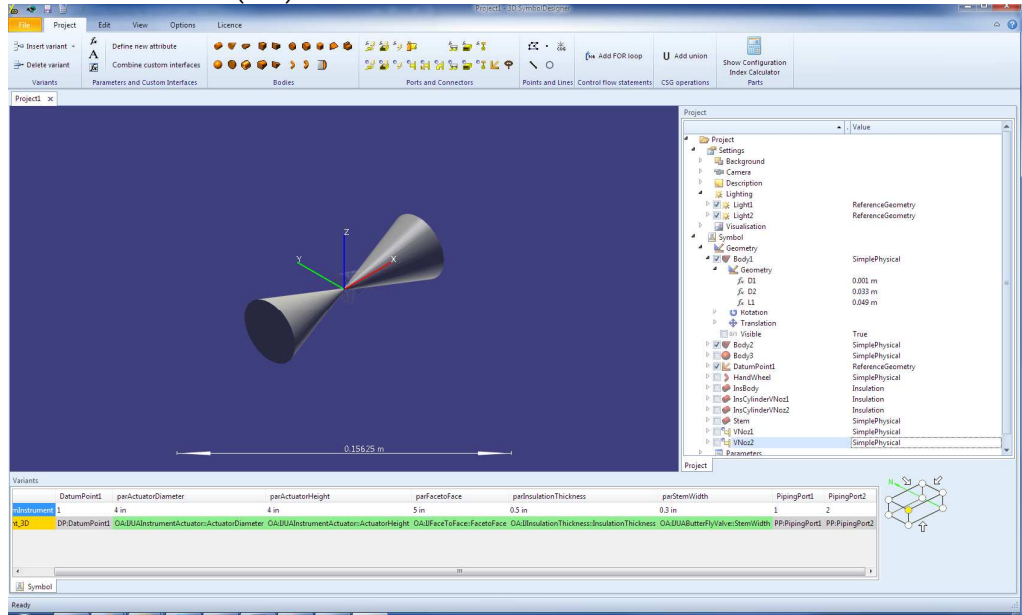 Project1 - 3D SymbolDesigner
File Project Edit View Options Licence
Insert variant
Delete variant
Variants
Define new attribute
Combine custom interfaces
Parameters and Custom Interfaces
Bodies
Ports and Connectors
Points and Lines
Add FOR loop
Control flow statements
Add union
CSG operations
Show Configuration
Index Calculator
Parts
Project1 x
Z
Y
X
0.15625 m
Project
Value
Project
Settings
Background
Camera
Description
Lighting
Light1 ReferenceGeometry
Light2 ReferenceGeometry
Visualisation
Symbol
Geometry
Body1 SimplePhysical
Geometry
fx D1 0.001 m
fx D2 0.033 m
fx L1 0.049 m
Rotation
Translation
Visible True
Body2 SimplePhysical
Body3 SimplePhysical
DatumPoint1 ReferenceGeometry
HandWheel SimplePhysical
InsBody Insulation
InsCylinderVNoz1 Insulation
InsCylinderVNoz2 Insulation
Stem SimplePhysical
VNoz1 SimplePhysical
VNoz2 SimplePhysical
Parameters
Project
Variants
DatumPoint1 parActuatorDiameter parActuatorHeight parFacetoFace parInsulationThickness parStemWidth PipingPort1 PipingPort2
mInstrument 1 4 in 4 in 5 in 0.5 in 0.3 in 1 2
nt_3D DP:DatumPoint1 OA:IJUAInstrumentActuator::ActuatorDiameter OA:IJUAInstrumentActuator::ActuatorHeight OA:IJFaceToFace::FacetoFace OA:IJInsulationThickness::InsulationThickness OA:IJUAButterFlyValve::StemWidth PP:PipingPort1 PP:PipingPort2
N
Symbol
Ready